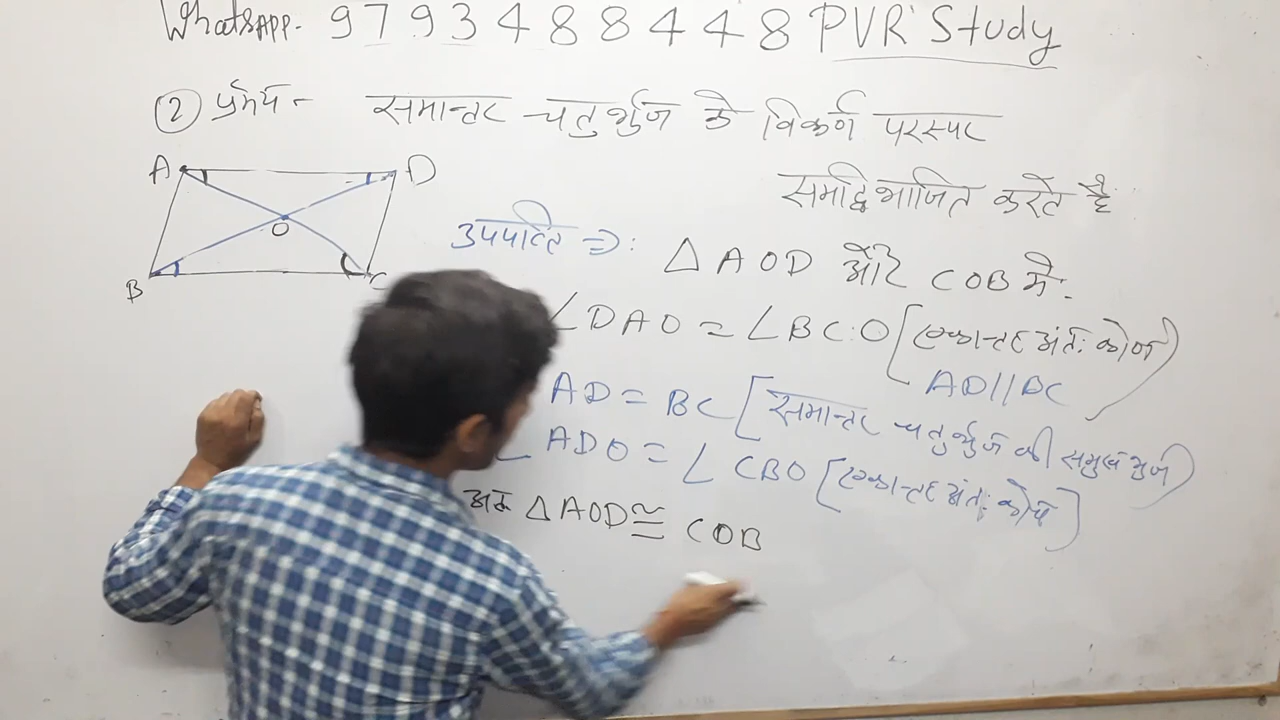 WhatsApp- 9793488448 PVR Study
② प्रमेय - समान्तर चतुर्भुज के विकर्ण परस्पर
समद्विभाजित करते है
A D
O
B C
उपपत्ति ⇒: △ AOD और COB में.
∠DAO = ∠BCO [एकान्तर अंतः कोण)
AD//BC
AD = BC [समान्तर चतुर्भुज की समुख भुजा)
∠ADO = ∠CBO [एकान्तर अंतः कोण]
अतः △AOD ≅ COB